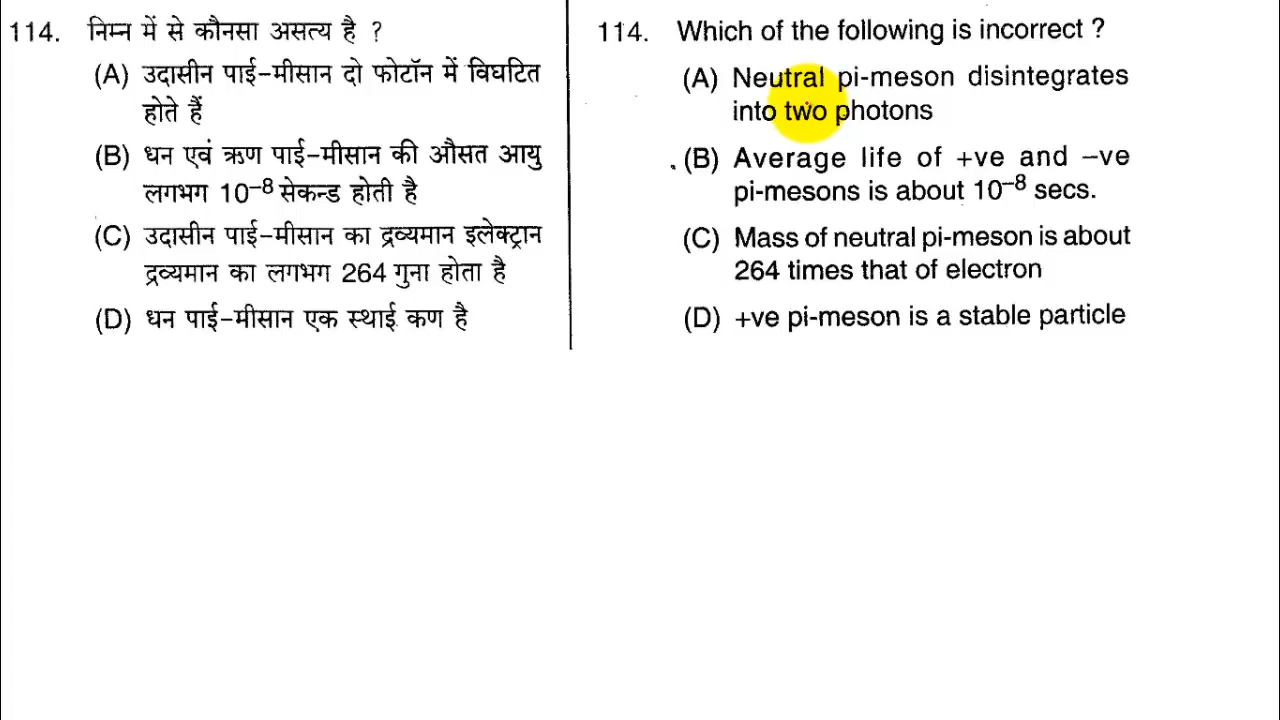 114. निम्न में से कौनसा असत्य है ?
(A) उदासीन पाई-मीसान दो फोटॉन में विघटित
होते हैं
(B) धन एवं ऋण पाई-मीसान की औसत आयु
लगभग 10⁻⁸ सेकन्ड होती है
(C) उदासीन पाई-मीसान का द्रव्यमान इलेक्ट्रान
द्रव्यमान का लगभग 264 गुना होता है
(D) धन पाई-मीसान एक स्थाई कण है
114. Which of the following is incorrect ?
(A) Neutral pi-meson disintegrates
into two photons
(B) Average life of +ve and –ve
pi-mesons is about 10⁻⁸ secs.
(C) Mass of neutral pi-meson is about
264 times that of electron
(D) +ve pi-meson is a stable particle